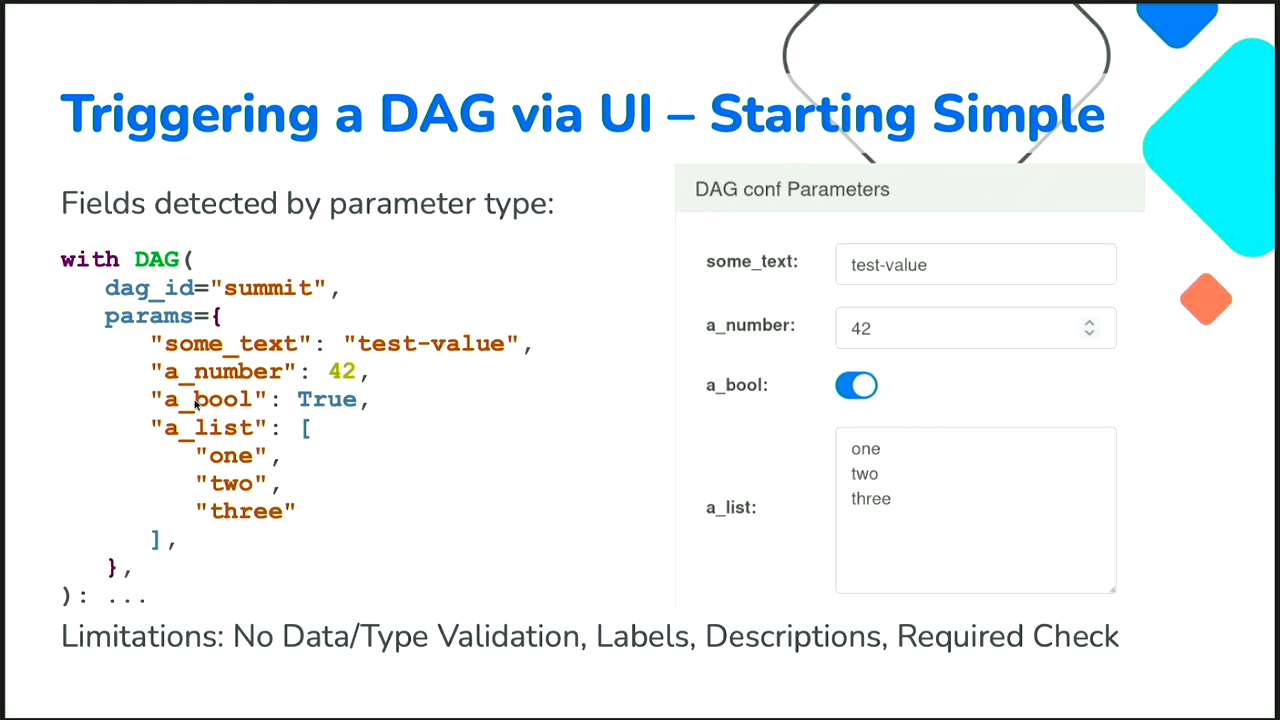 Triggering a DAG via UI – Starting Simple
Fields detected by parameter type:
with DAG(
    dag_id="summit",
    params={
        "some_text": "test-value",
        "a_number": 42,
        "a_bool": True,
        "a_list": [
            "one",
            "two",
            "three"
        ],
    },
): ...
DAG conf Parameters
some_text:
test-value
a_number:
42
a_bool:
a_list:
one
two
three
Limitations: No Data/Type Validation, Labels, Descriptions, Required Check